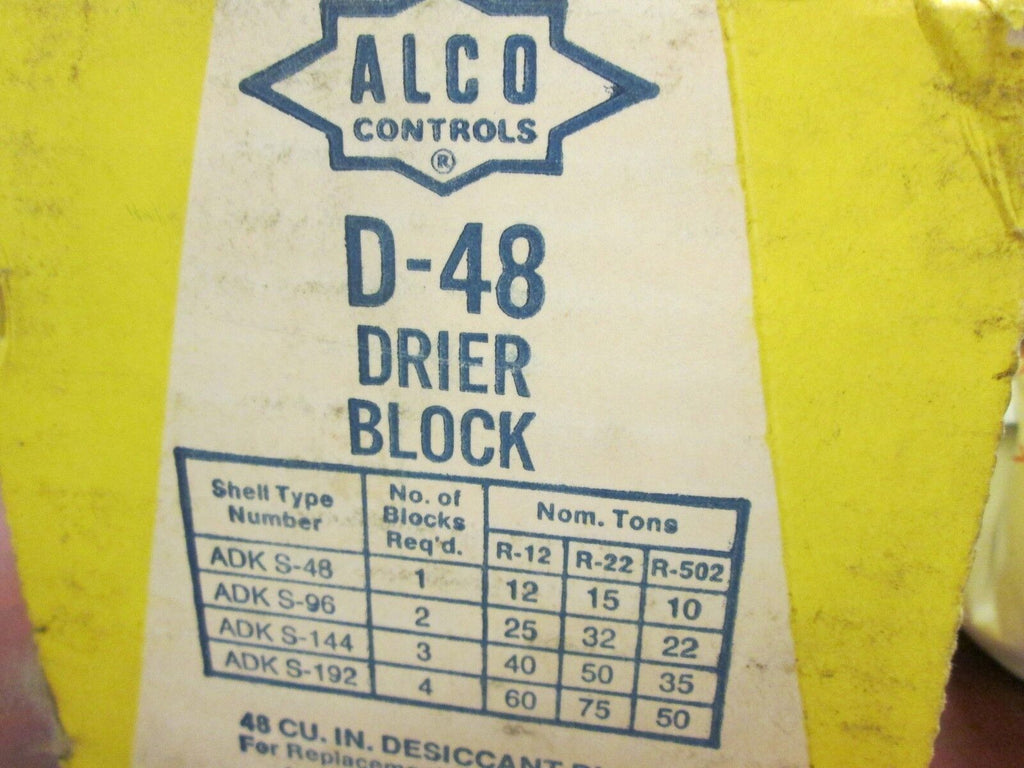 ALCO
CONTROLS
®
D-48
DRIER
BLOCK
Shell Type Number No. of Blocks Req'd. Nom. Tons
R-12 R-22 R-502
ADK S-48 1 12 15 10
ADK S-96 2 25 32 22
ADK S-144 3 40 50 35
ADK S-192 4 60 75 50
48 CU. IN. DESICCANT
For